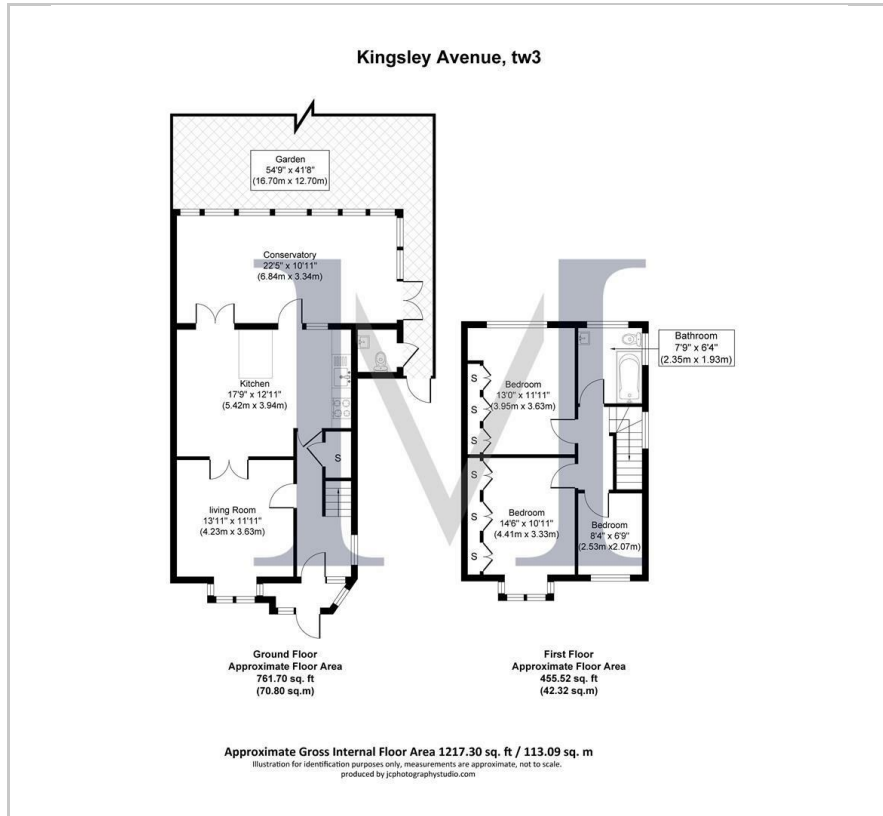 Kingsley Avenue, tw3
Garden
54'9" x 41'8"
(16.70m x 12.70m)
Conservatory
22'5" x 10'11"
(6.84m x 3.34m)
Kitchen
17'9" x 12'11"
(5.42m x 3.94m)
S
living Room
13'11" x 11'11"
(4.23m x 3.63m)
Bathroom
7'9" x 6'4"
(2.35m x 1.93m)
S
Bedroom
13'0" x 11'11"
(3.95m x 3.63m)
S
S
S
Bedroom
14'6" x 10'11"
(4.41m x 3.33m)
S
S
Bedroom
8'4" x 6'9"
(2.53m x2.07m)
Ground Floor
Approximate Floor Area
761.70 sq. ft
(70.80 sq.m)
First Floor
Approximate Floor Area
455.52 sq. ft
(42.32 sq.m)
Approximate Gross Internal Floor Area 1217.30 sq. ft / 113.09 sq. m
Illustration for identification purposes only, measurements are approximate, not to scale.
produced by jcphotographystudio.com